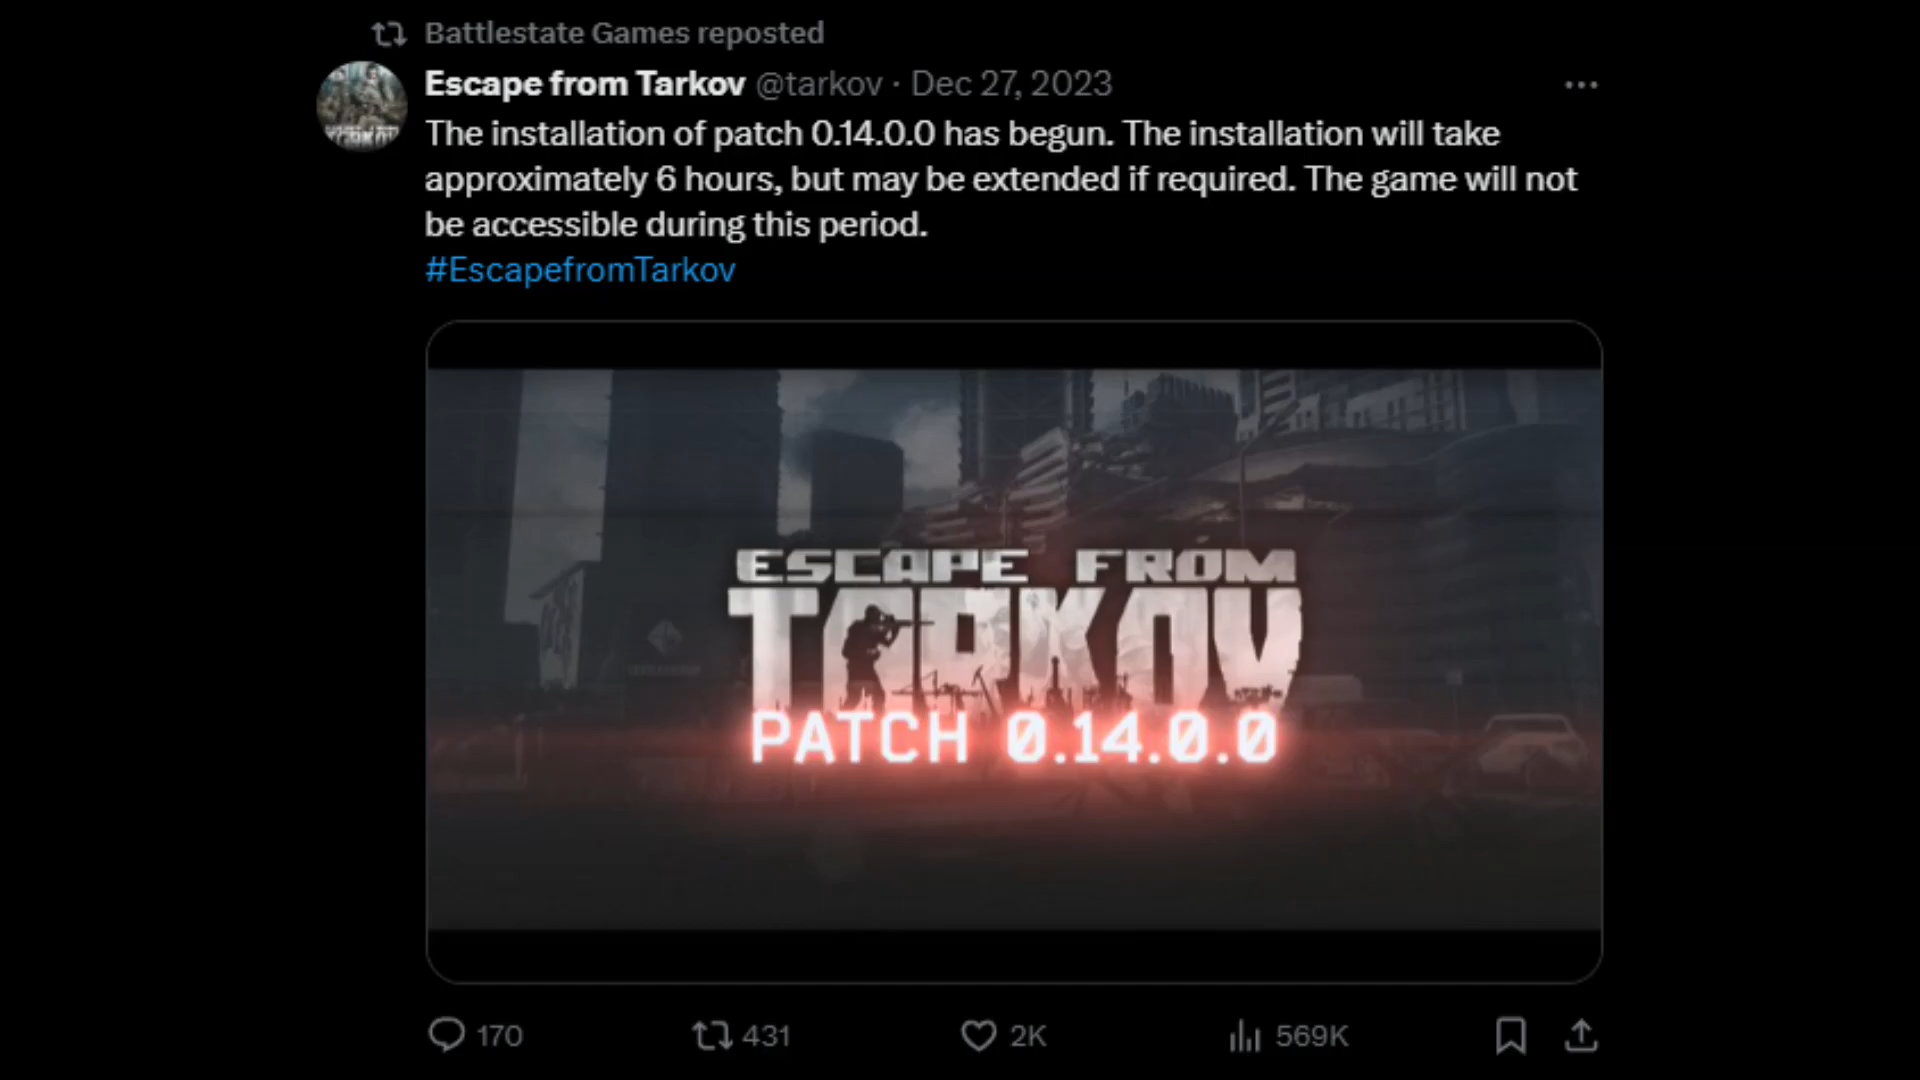 Battlestate Games reposted
Escape from Tarkov @tarkov · Dec 27, 2023
The installation of patch 0.14.0.0 has begun. The installation will take
approximately 6 hours, but may be extended if required. The game will not
be accessible during this period.
#EscapefromTarkov
ESCAPE FROM
TARKOV
PATCH 0.14.0.0
170 431 2K 569K